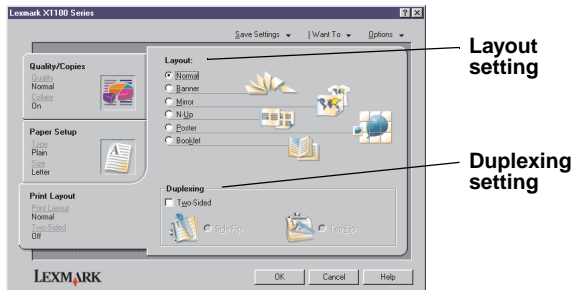 Lexmark X1100 Series
Save Settings
I Want To
Options
Quality/Copies
Quality
Normal
Collate
On
Paper Setup
Type
Plain
Size
Letter
Print Layout
Print Layout
Normal
Two-Sided
Off
Layout:
Normal
Banner
Mirror
N-Up
Poster
Booklet
Duplexing
Two-Sided
Side Flip
Top Flip
LEXMARK
OK
Cancel
Help
Layout
setting
Duplexing
setting